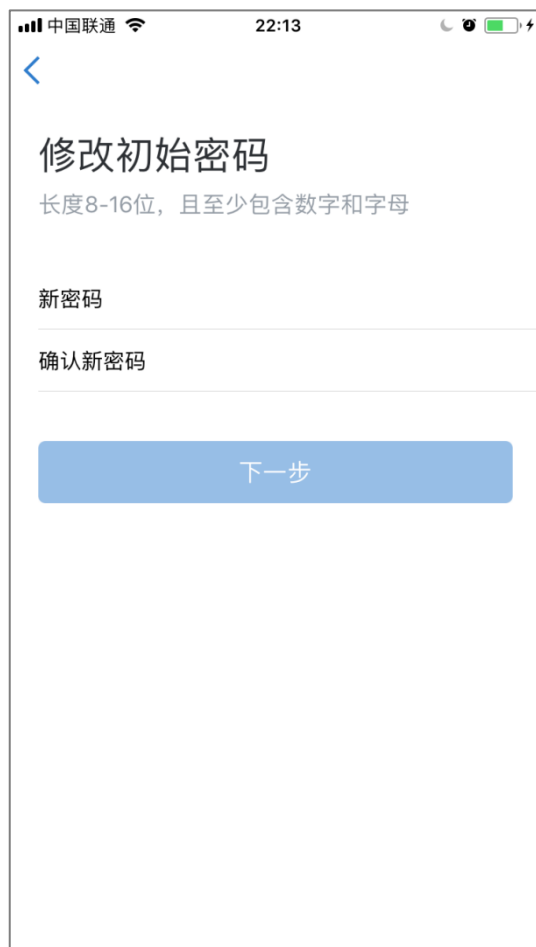 中国联通 22:13
修改初始密码
长度8-16位，且至少包含数字和字母
新密码
确认新密码
下一步